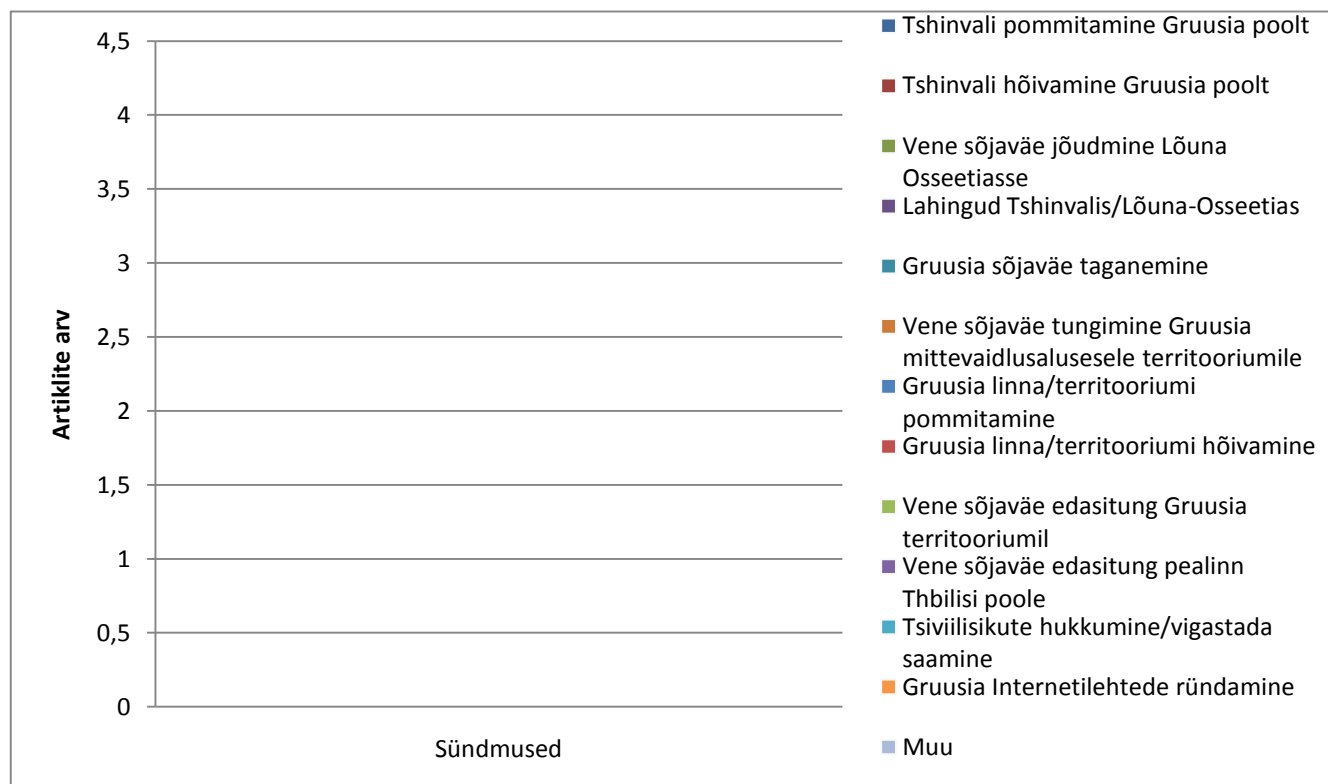 Artiklite arv
4,5
4
3,5
3
2,5
2
1,5
1
0,5
0
Sündmused
Tshinvali pommitamine Gruusia poolt
Tshinvali hõivamine Gruusia poolt
Vene sõjaväe jõudmine Lõuna
Osseetiasse
Lahingud Tshinvalis/Lõuna-Osseetias
Gruusia sõjaväe taganemine
Vene sõjaväe tungimine Gruusia
mittevaidlusalusesele territooriumile
Gruusia linna/territooriumi
pommitamine
Gruusia linna/territooriumi hõivamine
Vene sõjaväe edasitung Gruusia
territooriumil
Vene sõjaväe edasitung pealinn
Thbilisi poole
Tsiviilisikute hukkumine/vigastada
saamine
Gruusia Internetilehtede ründamine
Muu